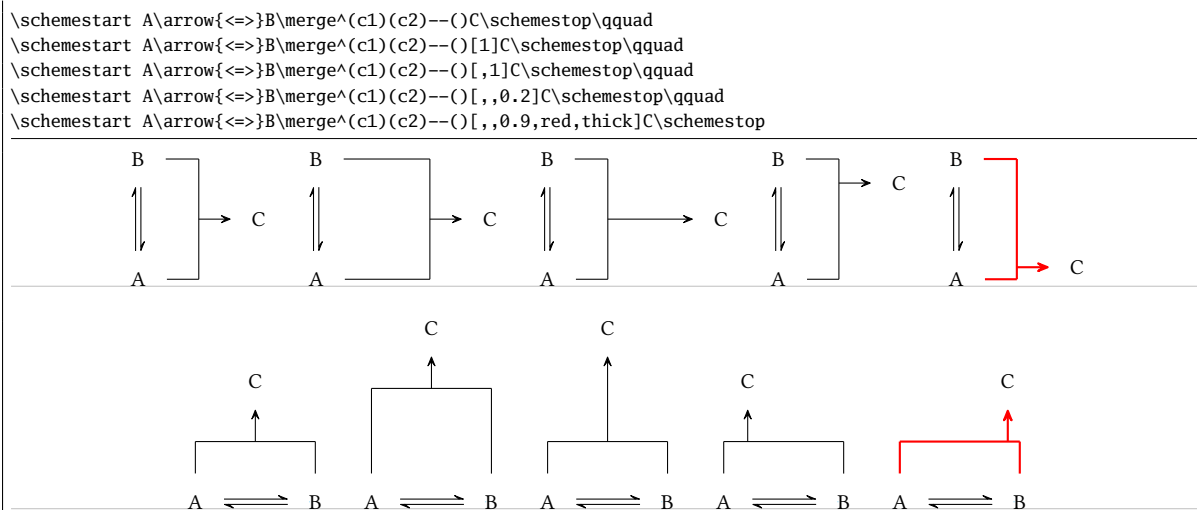 \schemestart A\arrow{<=>}B\merge^(c1)(c2)--()C\schemestop\qquad
\schemestart A\arrow{<=>}B\merge^(c1)(c2)--()[1]C\schemestop\qquad
\schemestart A\arrow{<=>}B\merge^(c1)(c2)--()[,1]C\schemestop\qquad
\schemestart A\arrow{<=>}B\merge^(c1)(c2)--()[,,0.2]C\schemestop\qquad
\schemestart A\arrow{<=>}B\merge^(c1)(c2)--()[,,0.9,red,thick]C\schemestop
B B B B B
C C C C C
A A A A A
C C
C C C
A B A B A B A B A B